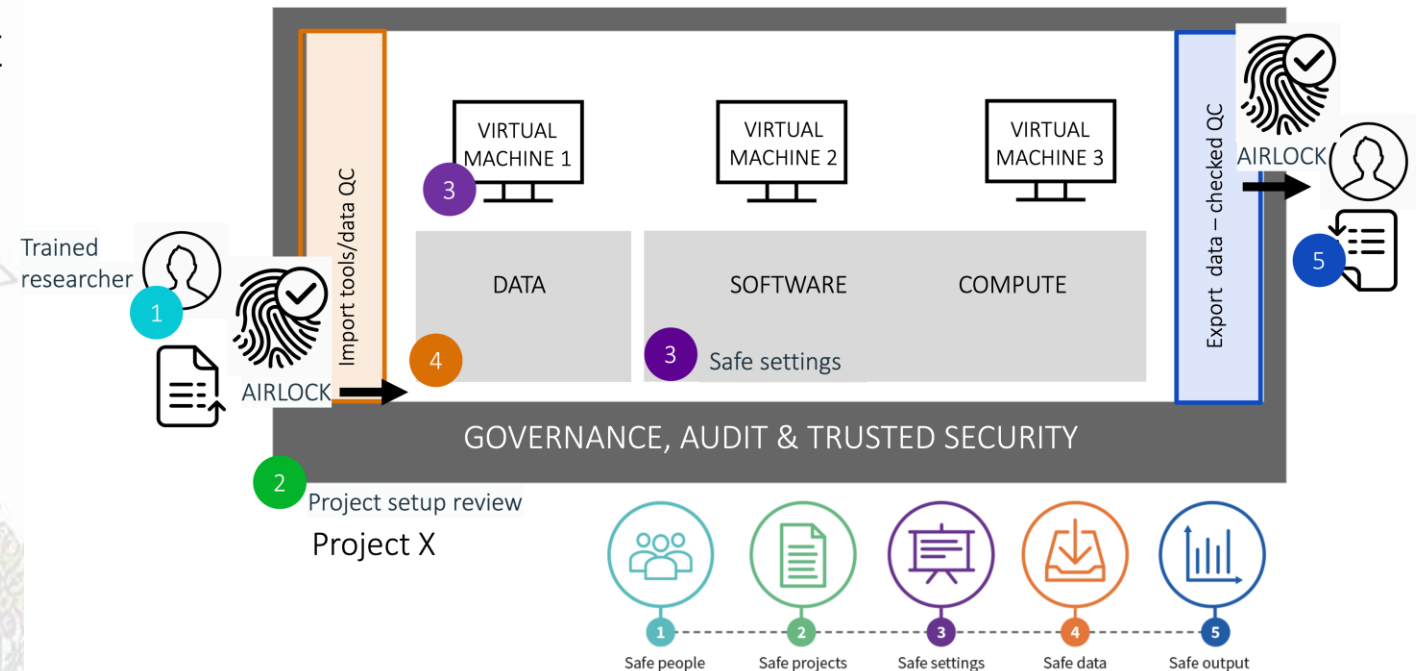 Trained
researcher
1
AIRLOCK
Import tools/data QC
VIRTUAL
MACHINE 1
3
VIRTUAL
MACHINE 2
VIRTUAL
MACHINE 3
DATA
4
SOFTWARE
COMPUTE
3
Safe settings
Export data – checked QC
AIRLOCK
5
GOVERNANCE, AUDIT & TRUSTED SECURITY
2
Project setup review
Project X
1
2
3
4
5
Safe people
Safe projects
Safe settings
Safe data
Safe output